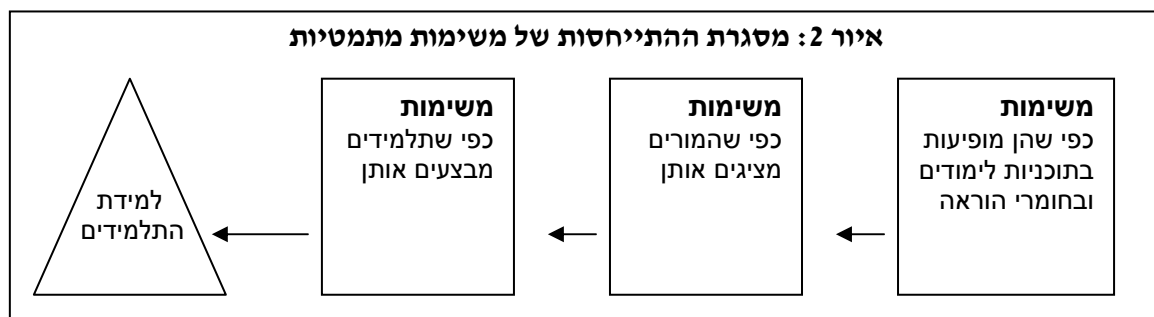 איור 2: מסגרת ההתייחסות של משימות מתמטיות
משימות
כפי שהן מופיעות
בתוכניות לימודים
ובחומרי הוראה
משימות
כפי שהמורים
מציגים אותן
משימות
כפי שתלמידים
מבצעים אותן
למידת
התלמידים